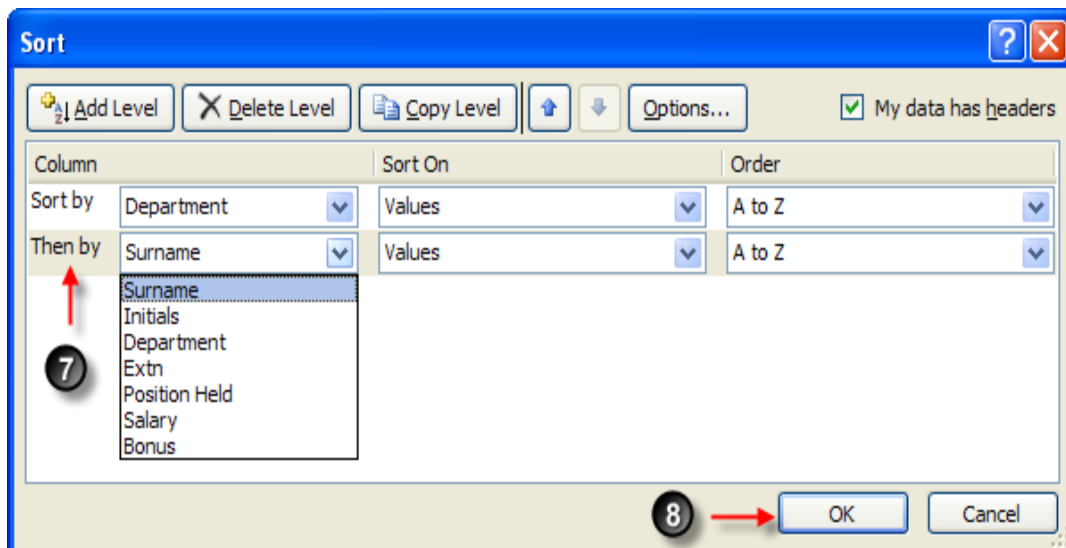 Sort
Add Level Delete Level Copy Level Options... My data has headers
Column Sort On Order
Sort by Department Values A to Z
Then by Surname Values A to Z
Surname
Initials
Department
Extn
Position Held
Salary
Bonus
7
8 OK Cancel